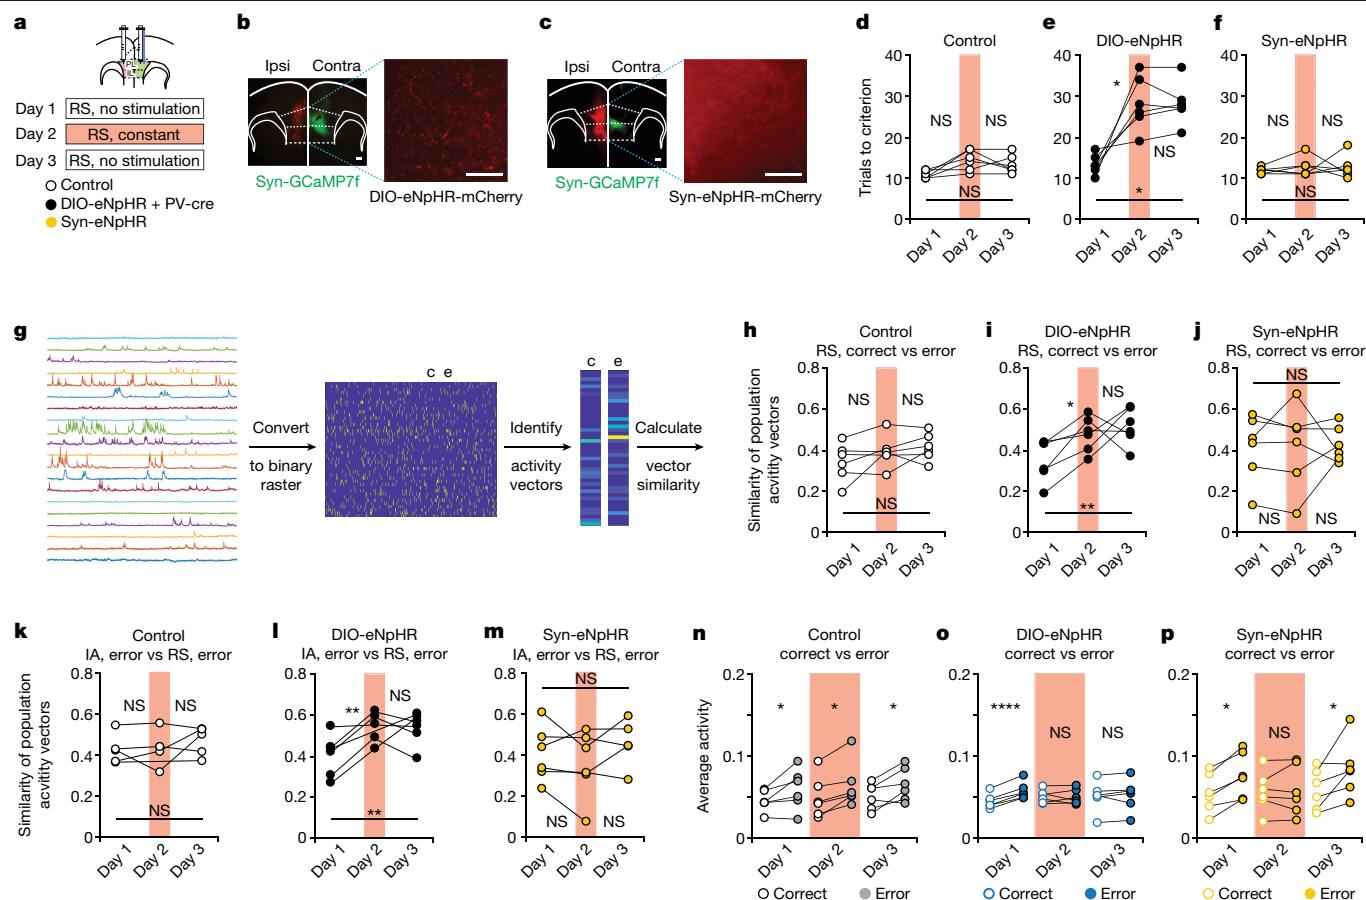 a
PL
IL
Day 1 RS, no stimulation
Day 2 RS, constant
Day 3 RS, no stimulation
Control
DIO-eNpHR + PV-cre
Syn-eNpHR
b
Ipsi Contra
Syn-GCaMP7f
DIO-eNpHR-mCherry
c
Ipsi Contra
Syn-GCaMP7f
Syn-eNpHR-mCherry
d
Control
Trials to criterion
40
30
20
10
0
NS NS
NS
Day 1 Day 2 Day 3
e
DIO-eNpHR
40
30
20
10
0
*
NS
*
Day 1 Day 2 Day 3
f
Syn-eNpHR
40
30
20
10
0
NS NS
NS
Day 1 Day 2 Day 3
g
Convert
to binary
raster
c e
Identify
activity
vectors
c e
Calculate
vector
similarity
h
Control
RS, correct vs error
Similarity of population
acvitity vectors
0.8
0.6
0.4
0.2
0
NS NS
NS
Day 1 Day 2 Day 3
i
DIO-eNpHR
RS, correct vs error
0.8
0.6
0.4
0.2
0
* NS
**
Day 1 Day 2 Day 3
j
Syn-eNpHR
RS, correct vs error
0.8
0.6
0.4
0.2
0
NS
NS NS
Day 1 Day 2 Day 3
k
Control
IA, error vs RS, error
Similarity of population
acvitity vectors
0.8
0.6
0.4
0.2
0
NS NS
NS
Day 1 Day 2 Day 3
l
DIO-eNpHR
IA, error vs RS, error
0.8
0.6
0.4
0.2
0
** NS
**
Day 1 Day 2 Day 3
m
Syn-eNpHR
IA, error vs RS, error
0.8
0.6
0.4
0.2
0
NS
NS NS
Day 1 Day 2 Day 3
n
Control
correct vs error
Average activity
0.2
0.1
0
* * *
Day 1 Day 2 Day 3
Correct Error
o
DIO-eNpHR
correct vs error
0.2
0.1
0
**** NS NS
Day 1 Day 2 Day 3
Correct Error
p
Syn-eNpHR
correct vs error
0.2
0.1
0
* NS *
Day 1 Day 2 Day 3
Correct Error